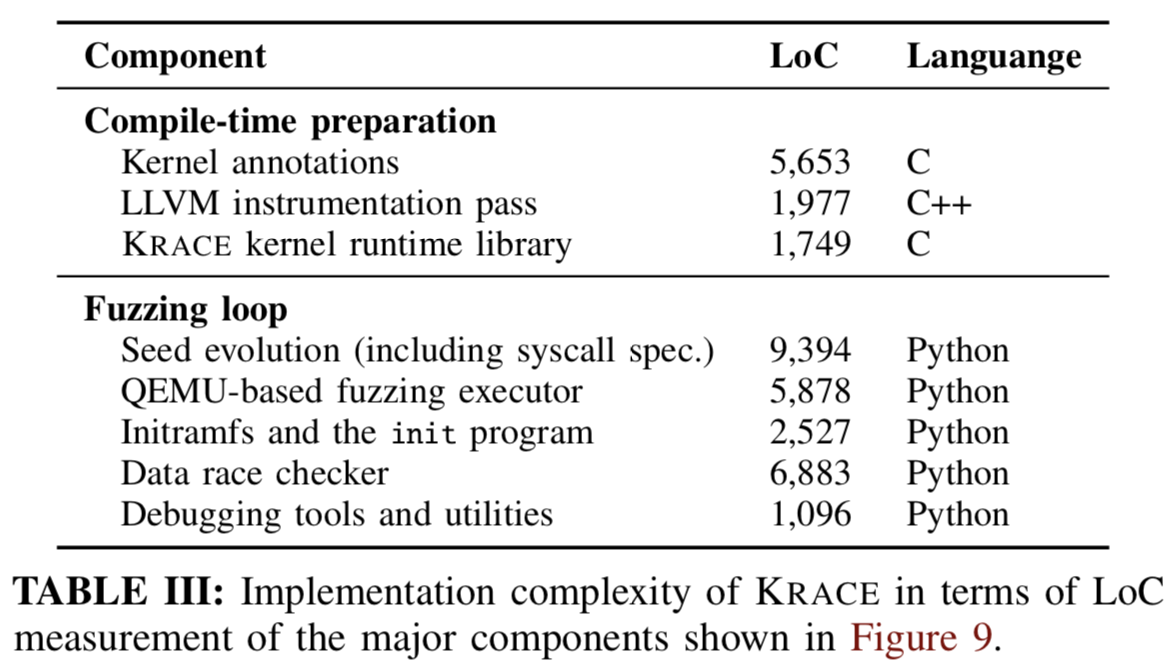 Component LoC Languange
Compile-time preparation
Kernel annotations 5,653 C
LLVM instrumentation pass 1,977 C++
KRACE kernel runtime library 1,749 C
Fuzzing loop
Seed evolution (including syscall spec.) 9,394 Python
QEMU-based fuzzing executor 5,878 Python
Initramfs and the init program 2,527 Python
Data race checker 6,883 Python
Debugging tools and utilities 1,096 Python
TABLE III: Implementation complexity of KRACE in terms of LoC
measurement of the major components shown in Figure 9.